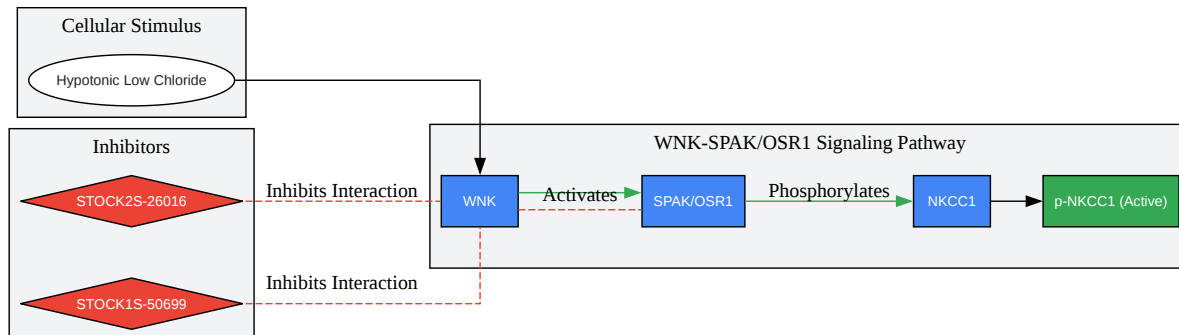 Cellular Stimulus
Hypotonic Low Chloride
Inhibitors
STOCK2S-26016
STOCK1S-50699
Inhibits Interaction
Inhibits Interaction
WNK-SPAK/OSR1 Signaling Pathway
WNK
Activates
SPAK/OSR1
Phosphorylates
NKCC1
p-NKCC1 (Active)